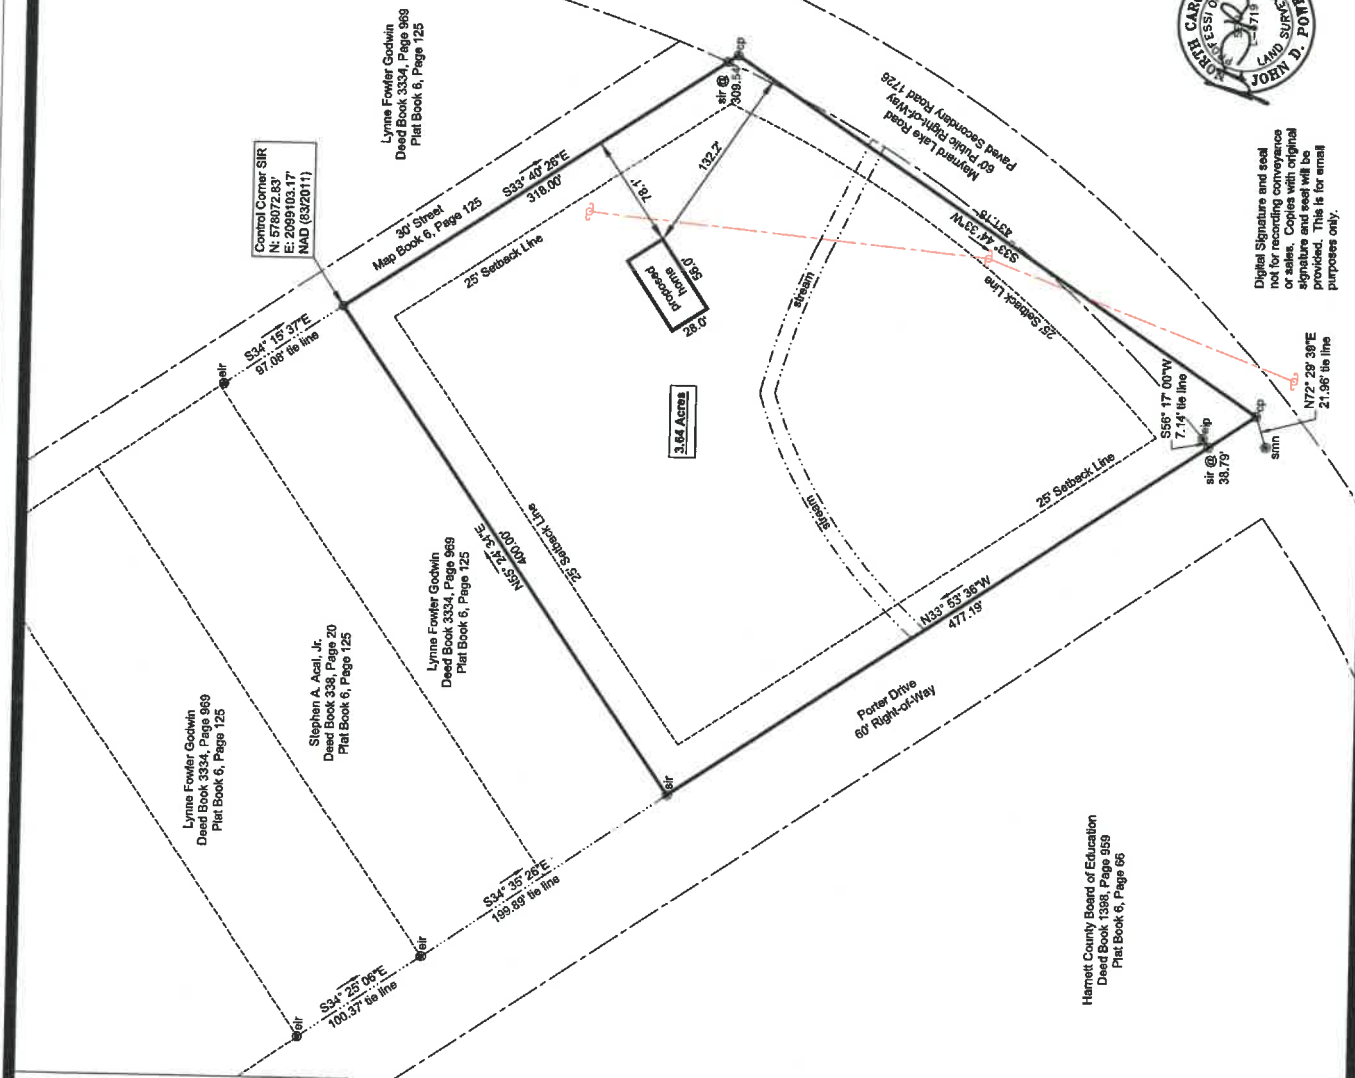 Lynne Fowler Godwin
Deed Book 3334, Page 969
Plat Book 6, Page 125
Control Corner SIR
N: 578072.83'
E: 2099103.17'
NAD (83/2011)
30' Street
Map Book 6, Page 125
S33° 40' 26"E
318.00'
sir @
309.54'
cp
Maynard Lake Road
60' Public Right-of-Way
Paved Secondary Road 1726
NORTH CAROL
PROFESSIO
L-4719
LAND SURVE
JOHN D. POWE
S34° 15' 37"E
97.08' tie line
eir
25' Setback Line
78.1'
132.2'
proposed
home
56.0'
28.0'
stream
S33° 44' 33"W
431.18'
25' Setback Line
Digital Signature and seal
not for recording conveyance
or sales. Copies with original
signature and seal will be
provided. This is for email
purposes only.
3.64 Acres
N65° 24' 34"E
400.00'
25' Setback Line
stream
25' Setback Line
S56° 17' 00"W
7.14' tie line
eip
sir @
38.79'
cp
smn
N72° 29' 39"E
21.96' tie line
Lynne Fowler Godwin
Deed Book 3334, Page 969
Plat Book 6, Page 125
Stephen A. Acal, Jr.
Deed Book 338, Page 20
Plat Book 6, Page 125
Lynne Fowler Godwin
Deed Book 3334, Page 969
Plat Book 6, Page 125
N33° 53' 36"W
477.19'
Porter Drive
60' Right-of-Way
sir
S34° 35' 26"E
199.89' tie line
eir
S34° 25' 06"E
100.37' tie line
eir
Harnett County Board of Education
Deed Book 1398, Page 959
Plat Book 6, Page 66